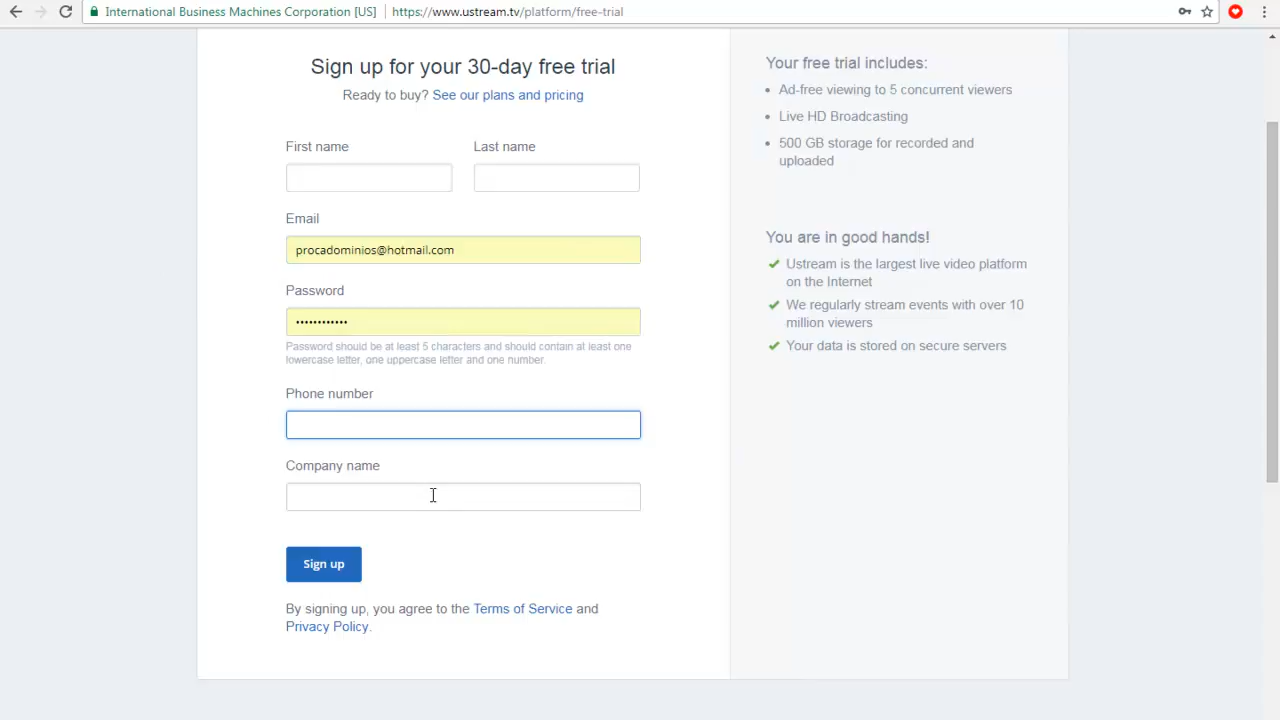 International Business Machines Corporation [US] https://www.ustream.tv/platform/free-trial
Sign up for your 30-day free trial
Ready to buy? See our plans and pricing
First name Last name
Email
procadominios@hotmail.com
Password
••••••••••••
Password should be at least 5 characters and should contain at least one
lowercase letter, one uppercase letter and one number.
Phone number
Company name
Sign up
By signing up, you agree to the Terms of Service and
Privacy Policy.
Your free trial includes:
• Ad-free viewing to 5 concurrent viewers
• Live HD Broadcasting
• 500 GB storage for recorded and
uploaded
You are in good hands!
Ustream is the largest live video platform
on the Internet
We regularly stream events with over 10
million viewers
Your data is stored on secure servers